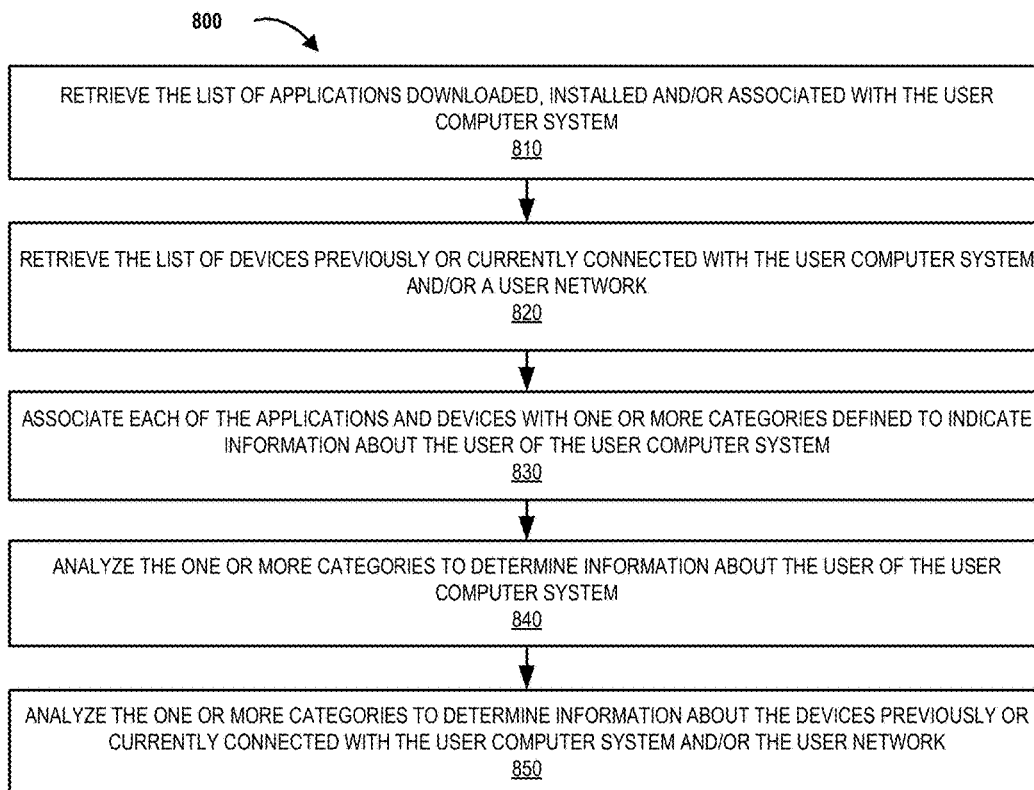 800
RETRIEVE THE LIST OF APPLICATIONS DOWNLOADED, INSTALLED AND/OR ASSOCIATED WITH THE USER
COMPUTER SYSTEM
810
RETRIEVE THE LIST OF DEVICES PREVIOUSLY OR CURRENTLY CONNECTED WITH THE USER COMPUTER SYSTEM
AND/OR A USER NETWORK
820
ASSOCIATE EACH OF THE APPLICATIONS AND DEVICES WITH ONE OR MORE CATEGORIES DEFINED TO INDICATE
INFORMATION ABOUT THE USER OF THE USER COMPUTER SYSTEM
830
ANALYZE THE ONE OR MORE CATEGORIES TO DETERMINE INFORMATION ABOUT THE USER OF THE USER
COMPUTER SYSTEM
840
ANALYZE THE ONE OR MORE CATEGORIES TO DETERMINE INFORMATION ABOUT THE DEVICES PREVIOUSLY OR
CURRENTLY CONNECTED WITH THE USER COMPUTER SYSTEM AND/OR THE USER NETWORK
850